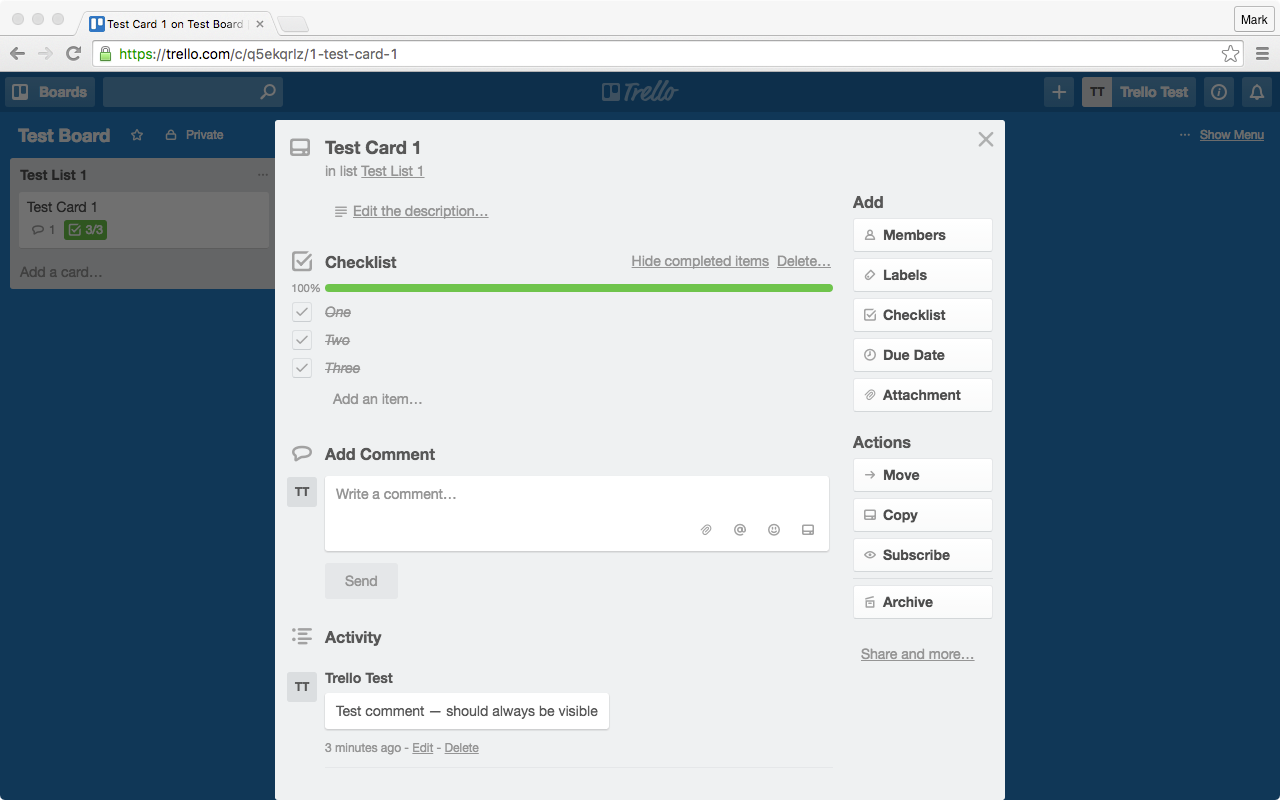 Test Card 1 on Test Board
Mark
https://trello.com/c/q5ekqrlz/1-test-card-1
Boards
Trello
TT
Trello Test
Test Board
Private
... Show Menu
Test List 1
...
Test Card 1
1
3/3
Add a card…
Test Card 1
in list Test List 1
Edit the description…
Checklist
Hide completed items
Delete…
100%
One
Two
Three
Add an item…
Add Comment
TT
Write a comment…
@
Send
Activity
TT
Trello Test
Test comment — should always be visible
3 minutes ago - Edit - Delete
Add
Members
Labels
Checklist
Due Date
Attachment
Actions
Move
Copy
Subscribe
Archive
Share and more…